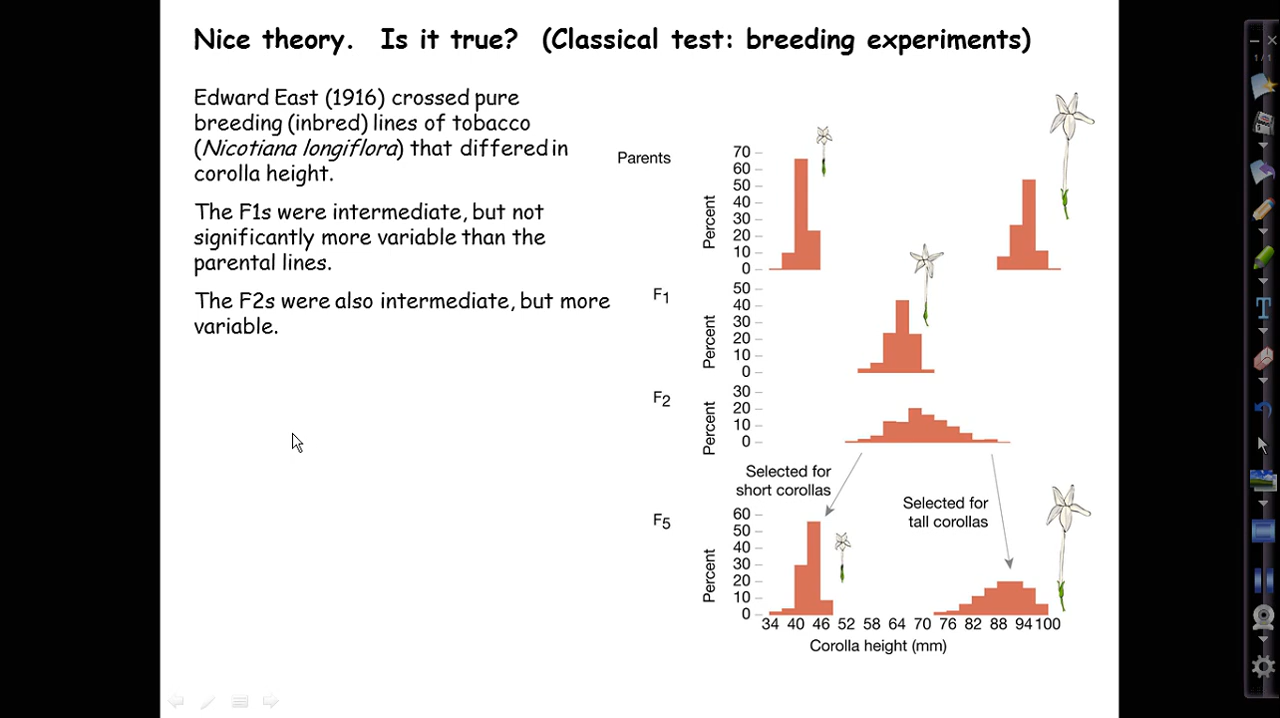 Nice theory. Is it true? (Classical test: breeding experiments)
Edward East (1916) crossed pure
breeding (inbred) lines of tobacco
(Nicotiana longiflora) that differed in
corolla height.
The F1s were intermediate, but not
significantly more variable than the
parental lines.
The F2s were also intermediate, but more
variable.
Parents
Percent
70
60
50
40
30
20
10
0
F1
Percent
50
40
30
20
10
0
F2
Percent
30
20
10
0
Selected for
short corollas
Selected for
tall corollas
F5
Percent
60
50
40
30
20
10
0
34 40 46 52 58 64 70 76 82 88 94 100
Corolla height (mm)
1/1
T